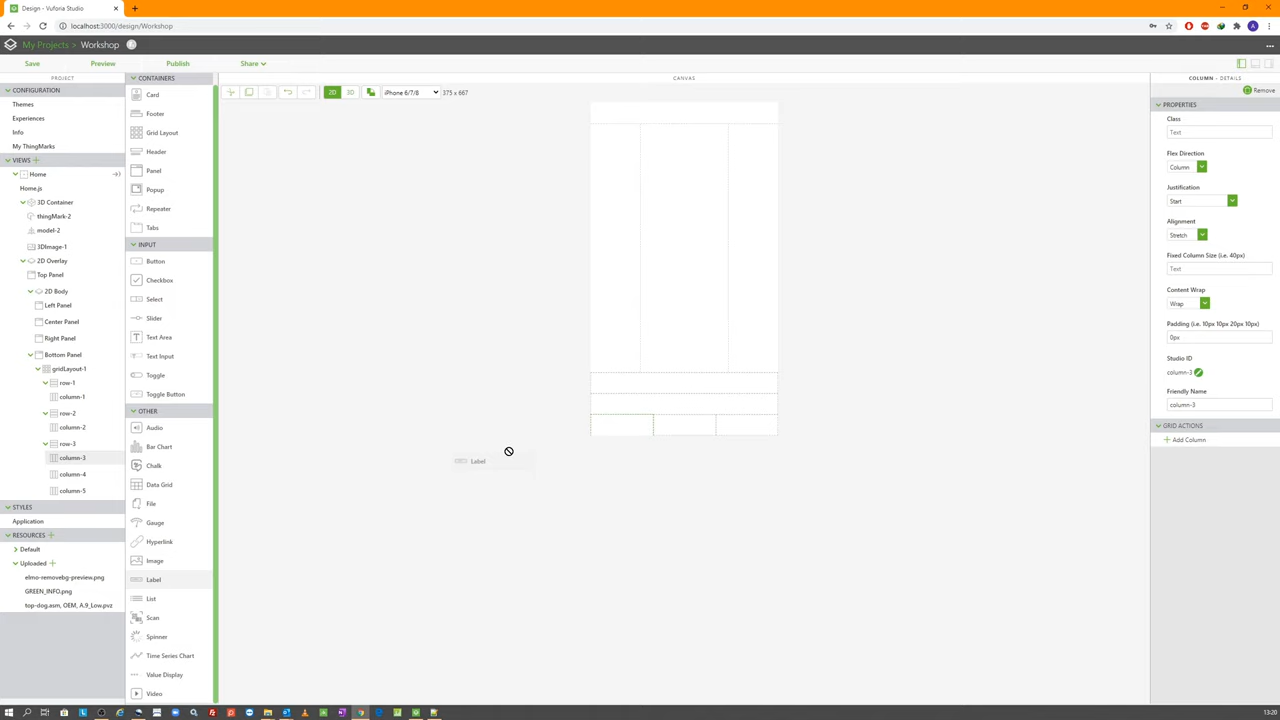 Design - Vuforia Studio
localhost:3000/design/Workshop
My Projects > Workshop
Save
Preview
Publish
Share
PROJECT
CONFIGURATION
Themes
Experiences
Info
My ThingMarks
VIEWS
Home
Home.js
3D Container
thingMark-2
model-2
3DImage-1
2D Overlay
Top Panel
2D Body
Left Panel
Center Panel
Right Panel
Bottom Panel
gridLayout-1
row-1
column-1
row-2
column-2
row-3
column-3
column-4
column-5
STYLES
Application
RESOURCES
Default
Uploaded
elmo-removebg-preview.png
GREEN_INFO.png
top-dog.asm, OEM, A.9_Low.pvz
CONTAINERS
Card
Footer
Grid Layout
Header
Panel
Popup
Repeater
Tabs
INPUT
Button
Checkbox
Select
Slider
Text Area
Text Input
Toggle
Toggle Button
OTHER
Audio
Bar Chart
Chalk
Data Grid
File
Gauge
Hyperlink
Image
Label
List
Scan
Spinner
Time Series Chart
Value Display
Video
CANVAS
2D
3D
iPhone 6/7/8
375 x 667
Label
COLUMN - DETAILS
Remove
PROPERTIES
Class
Text
Flex Direction
Column
Justification
Start
Alignment
Stretch
Fixed Column Size (i.e. 40px)
Text
Content Wrap
Wrap
Padding (i.e. 10px 10px 20px 10px)
0px
Studio ID
column-3
Friendly Name
column-3
GRID ACTIONS
Add Column
13:20